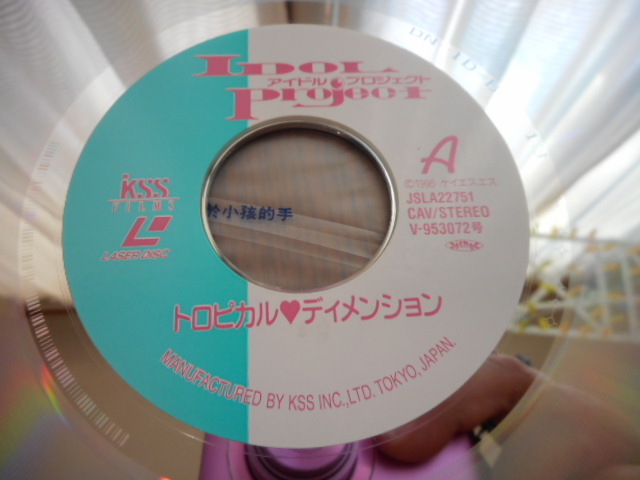 IDOL
アイドル♥プロジェクト
project
A
©1995 ケイエスエス
JSLA22751
CAV/STEREO
V-953072号
KSS
FILMS
LASER DISC
於小孩的手
トロピカル♥ディメンション
MANUFACTURED BY KSS INC.,LTD. TOKYO, JAPAN.